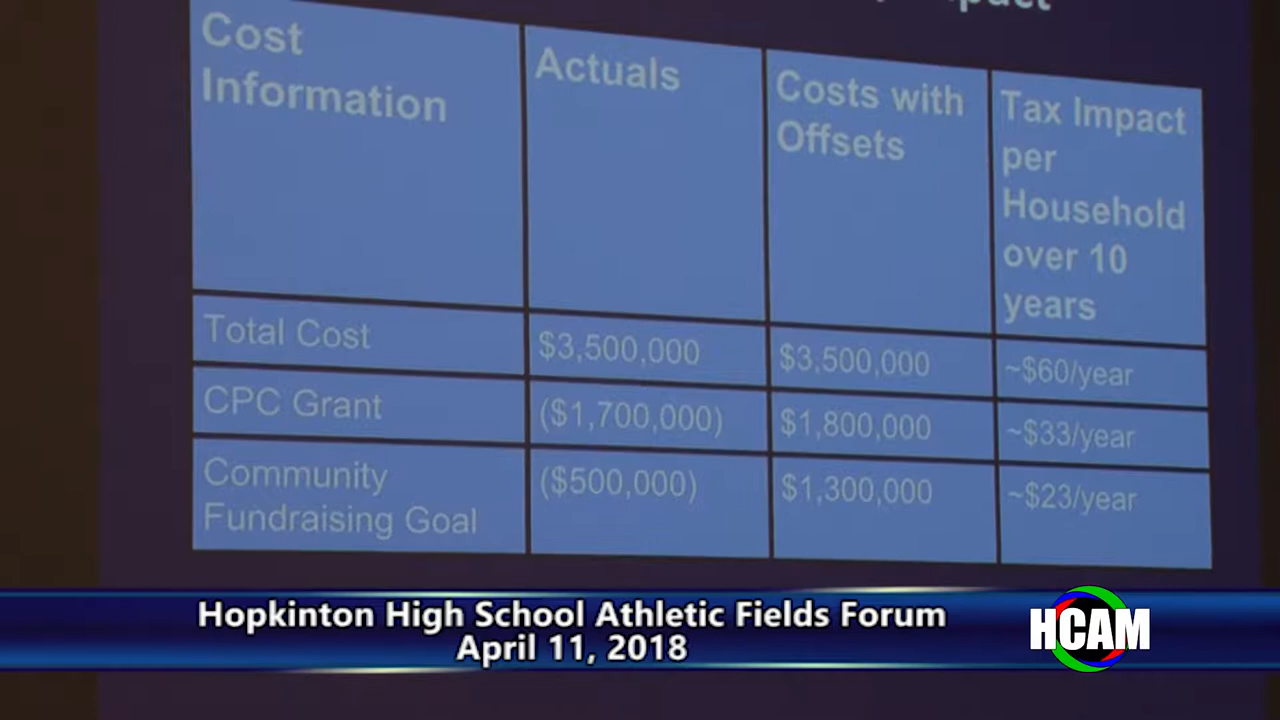 Impact
Cost
Information
Actuals
Costs with
Offsets
Tax Impact
per
Household
over 10
years
Total Cost
$3,500,000
$3,500,000
~$60/year
CPC Grant
($1,700,000)
$1,800,000
~$33/year
Community
Fundraising Goal
($500,000)
$1,300,000
~$23/year
Hopkinton High School Athletic Fields Forum
April 11, 2018
HCAM